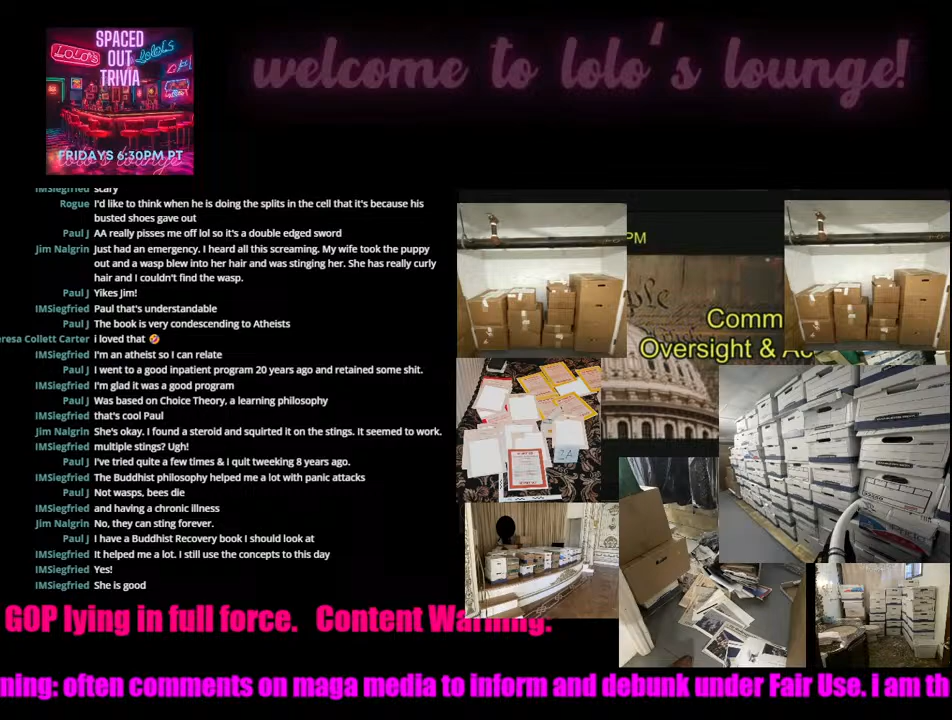 SPACED
OUT
TRIVIA
LOLO'S
FRIDAYS 6:30PM PT
lolo's lounge
welcome to lolo's lounge!
IMSiegfried scary
Rogue I'd like to think when he is doing the splits in the cell that it's because his
busted shoes gave out
Paul J AA really pisses me off lol so it's a double edged sword
Jim Nalgrin Just had an emergency. I heard all this screaming. My wife took the puppy
out and a wasp blew into her hair and was stinging her. She has really curly
hair and I couldn't find the wasp.
Paul J Yikes Jim!
IMSiegfried Paul that's understandable
Paul J The book is very condescending to Atheists
eresa Collett Carter i loved that 🤣
IMSiegfried I'm an atheist so I can relate
Paul J I went to a good inpatient program 20 years ago and retained some shit.
IMSiegfried I'm glad it was a good program
Paul J Was based on Choice Theory, a learning philosophy
IMSiegfried that's cool Paul
Jim Nalgrin She's okay. I found a steroid and squirted it on the stings. It seemed to work.
IMSiegfried multiple stings? Ugh!
Paul J I've tried quite a few times & I quit tweeking 8 years ago.
IMSiegfried The Buddhist philosophy helped me a lot with panic attacks
Paul J Not wasps, bees die
IMSiegfried and having a chronic illness
Jim Nalgrin No, they can sting forever.
Paul J I have a Buddhist Recovery book I should look at
IMSiegfried It helped me a lot. I still use the concepts to this day
IMSiegfried Yes!
IMSiegfried She is good
PM
ple
Comm
Oversight & Ac
2A
GOP lying in full force. Content Warning:
ning: often comments on maga media to inform and debunk under Fair Use. i am th